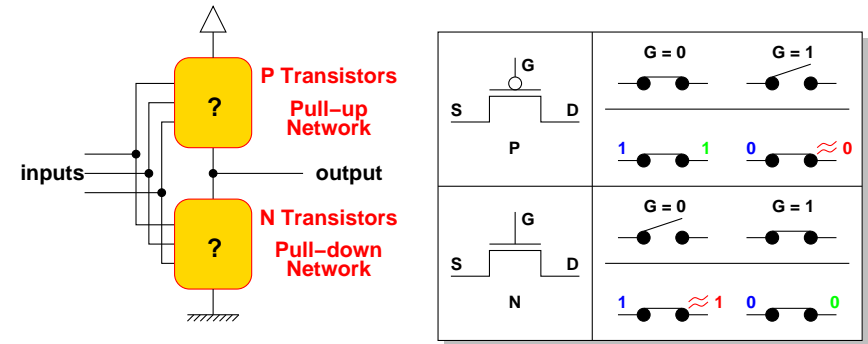 P Transistors
?
Pull−up
Network
inputs
output
N Transistors
?
Pull−down
Network
G
S D
P
G = 0 G = 1
1 1 0 ≈ 0
G
S D
N
G = 0 G = 1
1 ≈ 1 0 0